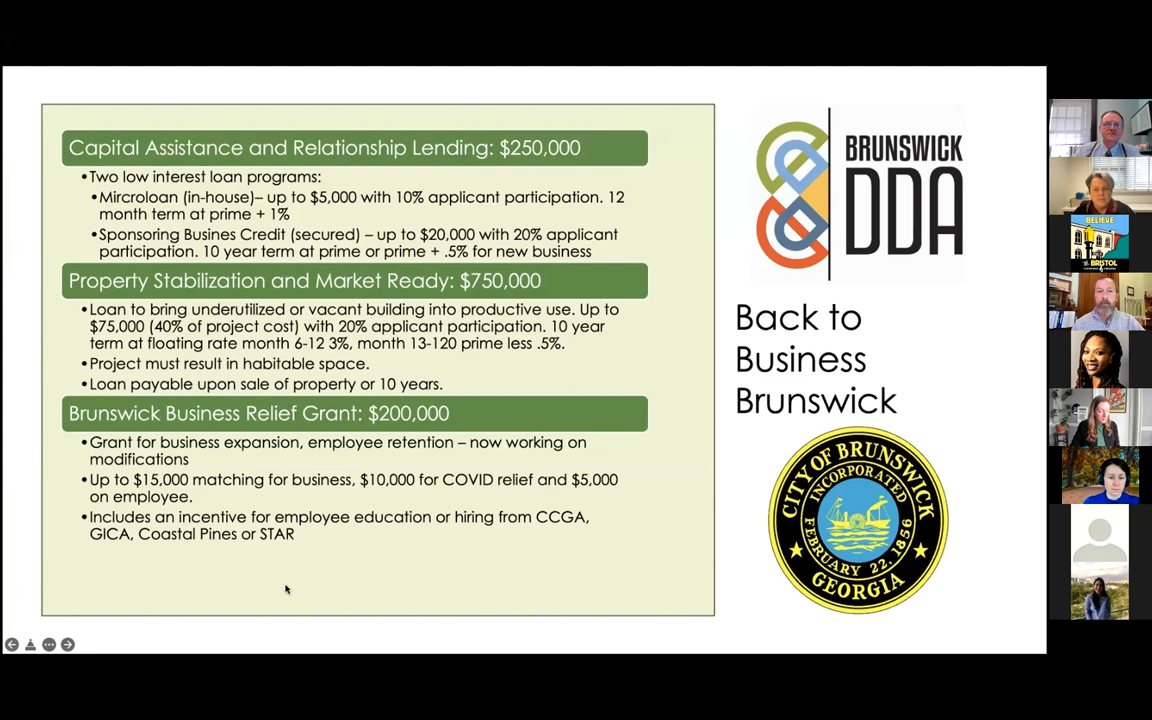 Capital Assistance and Relationship Lending: $250,000
•Two low interest loan programs:
•Mircroloan (in-house)– up to $5,000 with 10% applicant participation. 12
month term at prime + 1%
•Sponsoring Busines Credit (secured) – up to $20,000 with 20% applicant
participation. 10 year term at prime or prime + .5% for new business
Property Stabilization and Market Ready: $750,000
•Loan to bring underutilized or vacant building into productive use. Up to
$75,000 (40% of project cost) with 20% applicant participation. 10 year
term at floating rate month 6-12 3%, month 13-120 prime less .5%.
•Project must result in habitable space.
•Loan payable upon sale of property or 10 years.
Brunswick Business Relief Grant: $200,000
•Grant for business expansion, employee retention – now working on
modifications
•Up to $15,000 matching for business, $10,000 for COVID relief and $5,000
on employee.
•Includes an incentive for employee education or hiring from CCGA,
GICA, Coastal Pines or STAR
BRUNSWICK
DDA
Back to
Business
Brunswick
CITY OF BRUNSWICK
INCORPORATED
FEBRUARY 22, 1856
GEORGIA
BELIEVE
BRISTOL